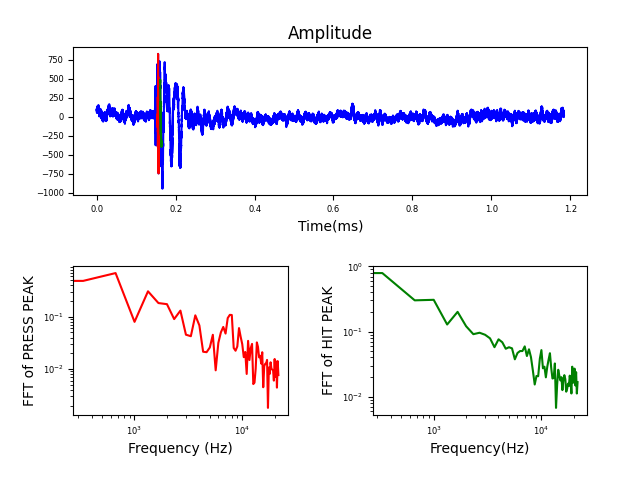 Amplitude
750
500
250
0
−250
−500
−750
−1000
0.0 0.2 0.4 0.6 0.8 1.0 1.2
Time(ms)
FFT of PRESS PEAK
10⁻¹
10⁻²
10³ 10⁴
Frequency (Hz)
FFT of HIT PEAK
10⁰
10⁻¹
10⁻²
10³ 10⁴
Frequency(Hz)